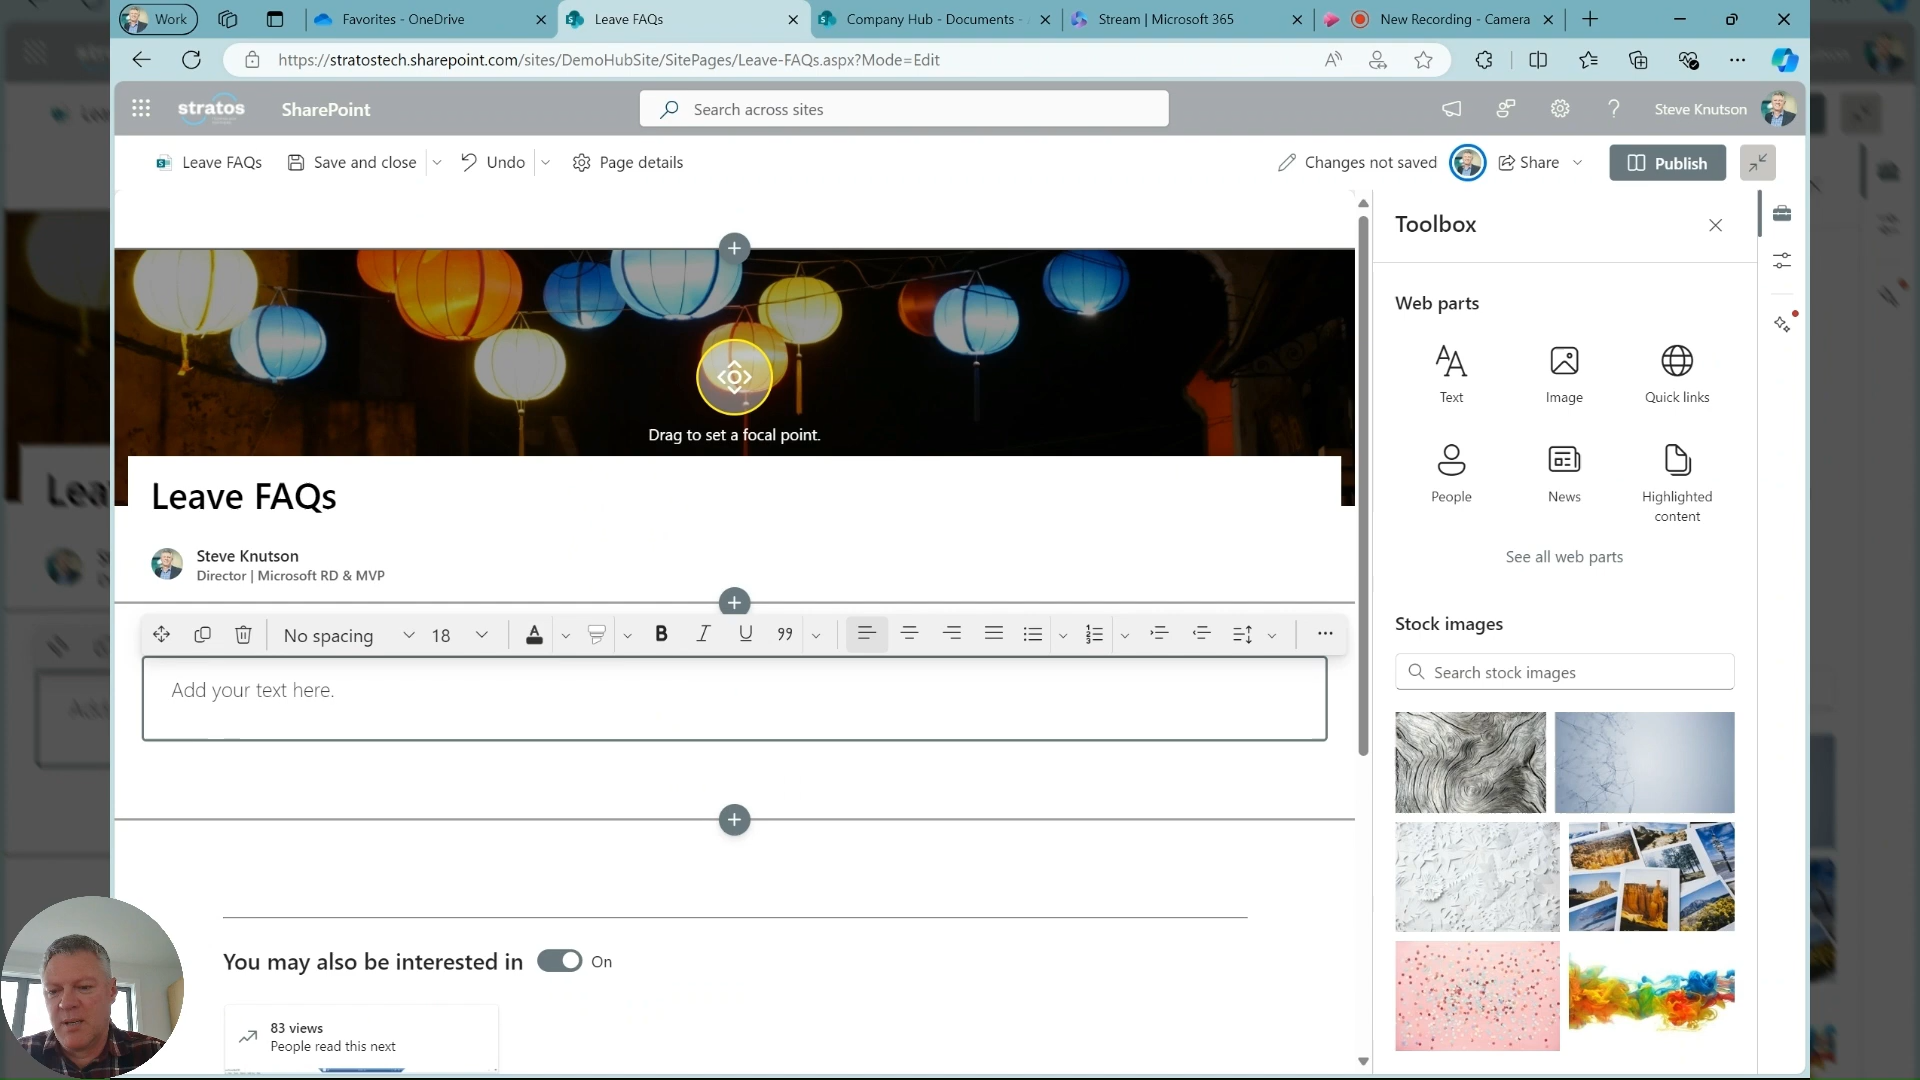 Work
Favorites - OneDrive
Leave FAQs
Company Hub - Documents -
Stream | Microsoft 365
New Recording - Camera
https://stratostech.sharepoint.com/sites/DemoHubSite/SitePages/Leave-FAQs.aspx?Mode=Edit
stratos
SharePoint
Search across sites
Steve Knutson
Leave FAQs
Save and close
Undo
Page details
Changes not saved
Share
Publish
Drag to set a focal point.
Leave FAQs
Steve Knutson
Director | Microsoft RD & MVP
No spacing
18
Add your text here.
You may also be interested in
On
83 views
People read this next
Toolbox
Web parts
Text
Image
Quick links
People
News
Highlighted
content
See all web parts
Stock images
Search stock images